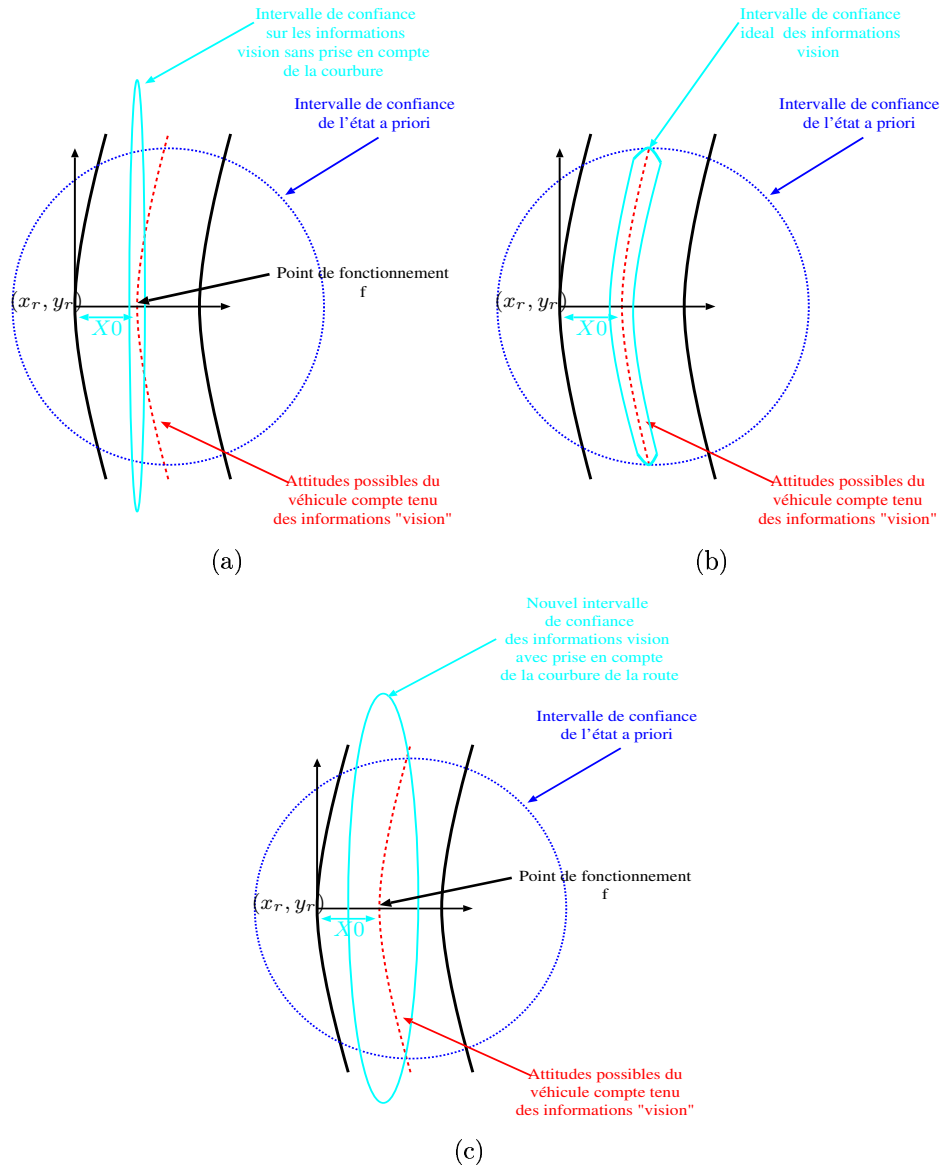 Intervalle de confiance
sur les informations
vision sans prise en compte
de la courbure
Intervalle de confiance
de l'état a priori
Point de fonctionnement
f
(x_r, y_r)
X0
Attitudes possibles du
véhicule compte tenu
des informations "vision"
(a)
Intervalle de confiance
ideal des informations
vision
Intervalle de confiance
de l'état a priori
(x_r, y_r)
X0
Attitudes possibles du
véhicule compte tenu
des informations "vision"
(b)
Nouvel intervalle
de confiance
des informations vision
avec prise en compte
de la courbure de la route
Intervalle de confiance
de l'état a priori
Point de fonctionnement
f
(x_r, y_r)
X0
Attitudes possibles du
véhicule compte tenu
des informations "vision"
(c)